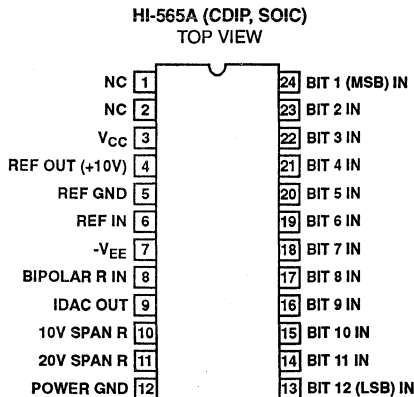 HI-565A (CDIP, SOIC)
TOP VIEW
NC 1 24 BIT 1 (MSB) IN
NC 2 23 BIT 2 IN
VCC 3 22 BIT 3 IN
REF OUT (+10V) 4 21 BIT 4 IN
REF GND 5 20 BIT 5 IN
REF IN 6 19 BIT 6 IN
-VEE 7 18 BIT 7 IN
BIPOLAR R IN 8 17 BIT 8 IN
IDAC OUT 9 16 BIT 9 IN
10V SPAN R 10 15 BIT 10 IN
20V SPAN R 11 14 BIT 11 IN
POWER GND 12 13 BIT 12 (LSB) IN